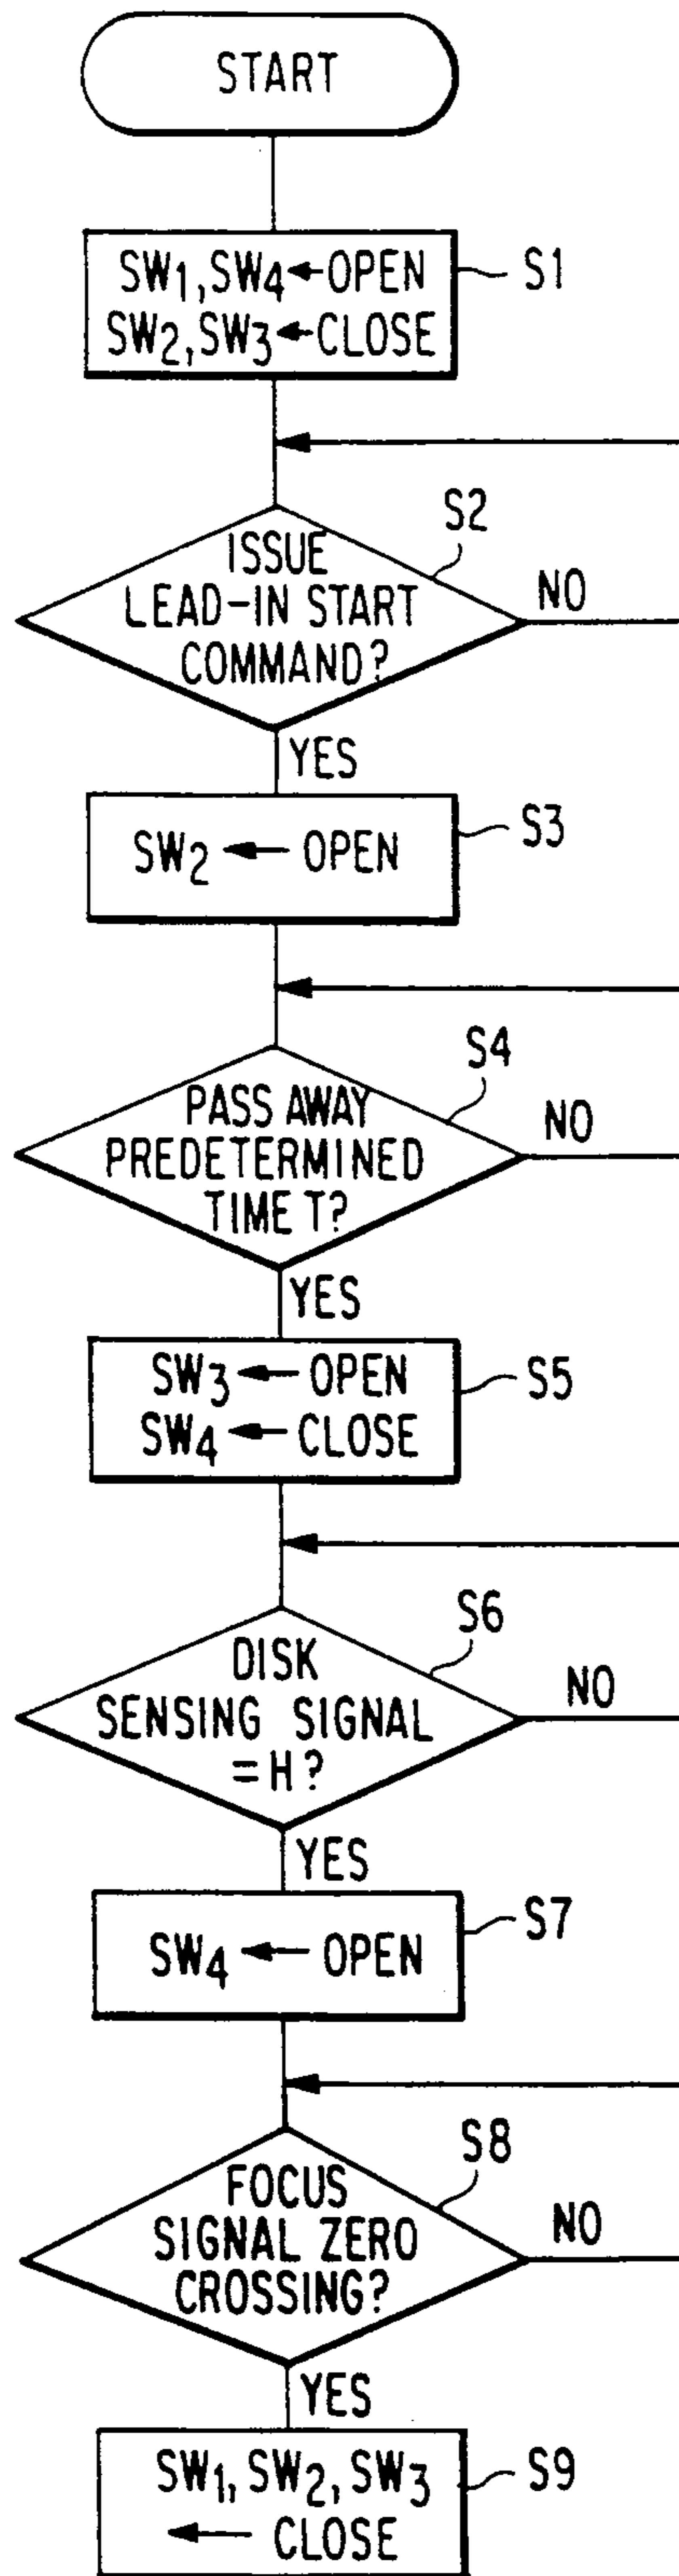 START
SW1,SW4←OPEN
SW2,SW3←CLOSE
S1
S2
ISSUE
LEAD-IN START
COMMAND?
NO
YES
SW2 ← OPEN
S3
S4
PASS AWAY
PREDETERMINED
TIME T?
NO
YES
SW3 ← OPEN
SW4 ← CLOSE
S5
S6
DISK
SENSING SIGNAL
=H?
NO
YES
SW4 ← OPEN
S7
S8
FOCUS
SIGNAL ZERO
CROSSING?
NO
YES
SW1, SW2, SW3
← CLOSE
S9